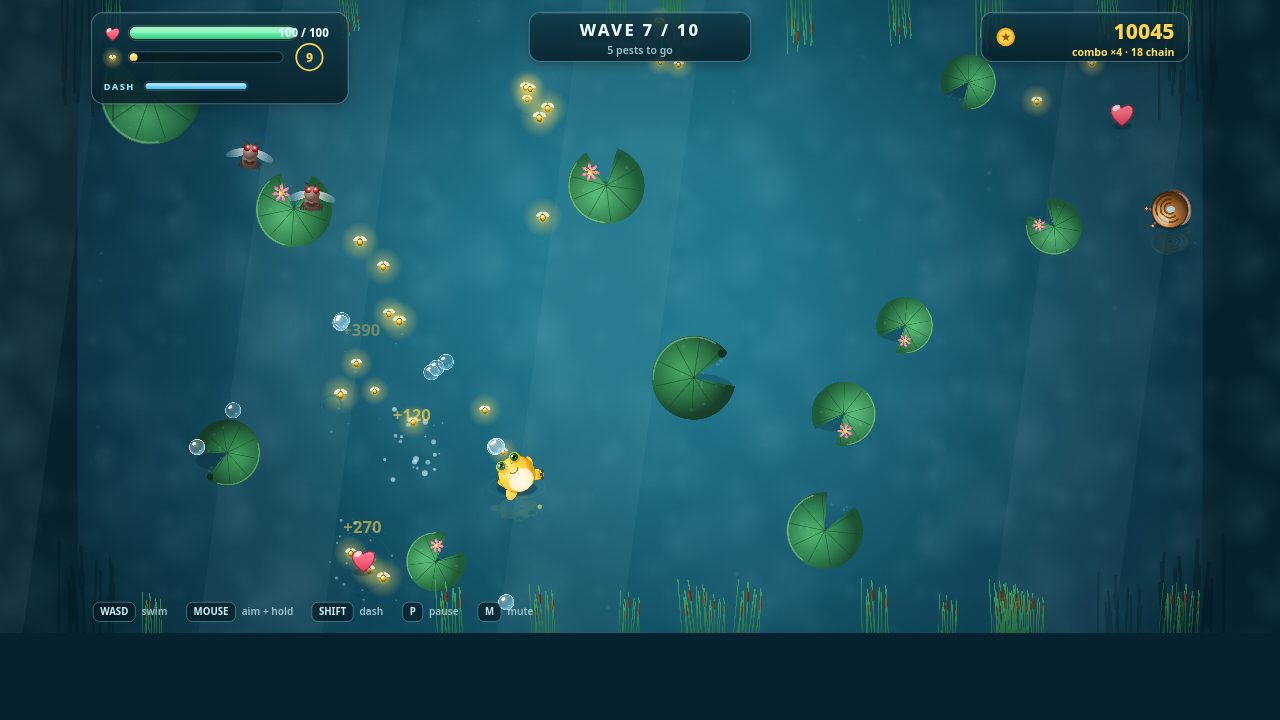 100 / 100
9
DASH
WAVE 7 / 10
5 pests to go
10045
combo ×4 · 18 chain
+390
+120
+270
WASD swim MOUSE aim + hold SHIFT dash P pause M mute